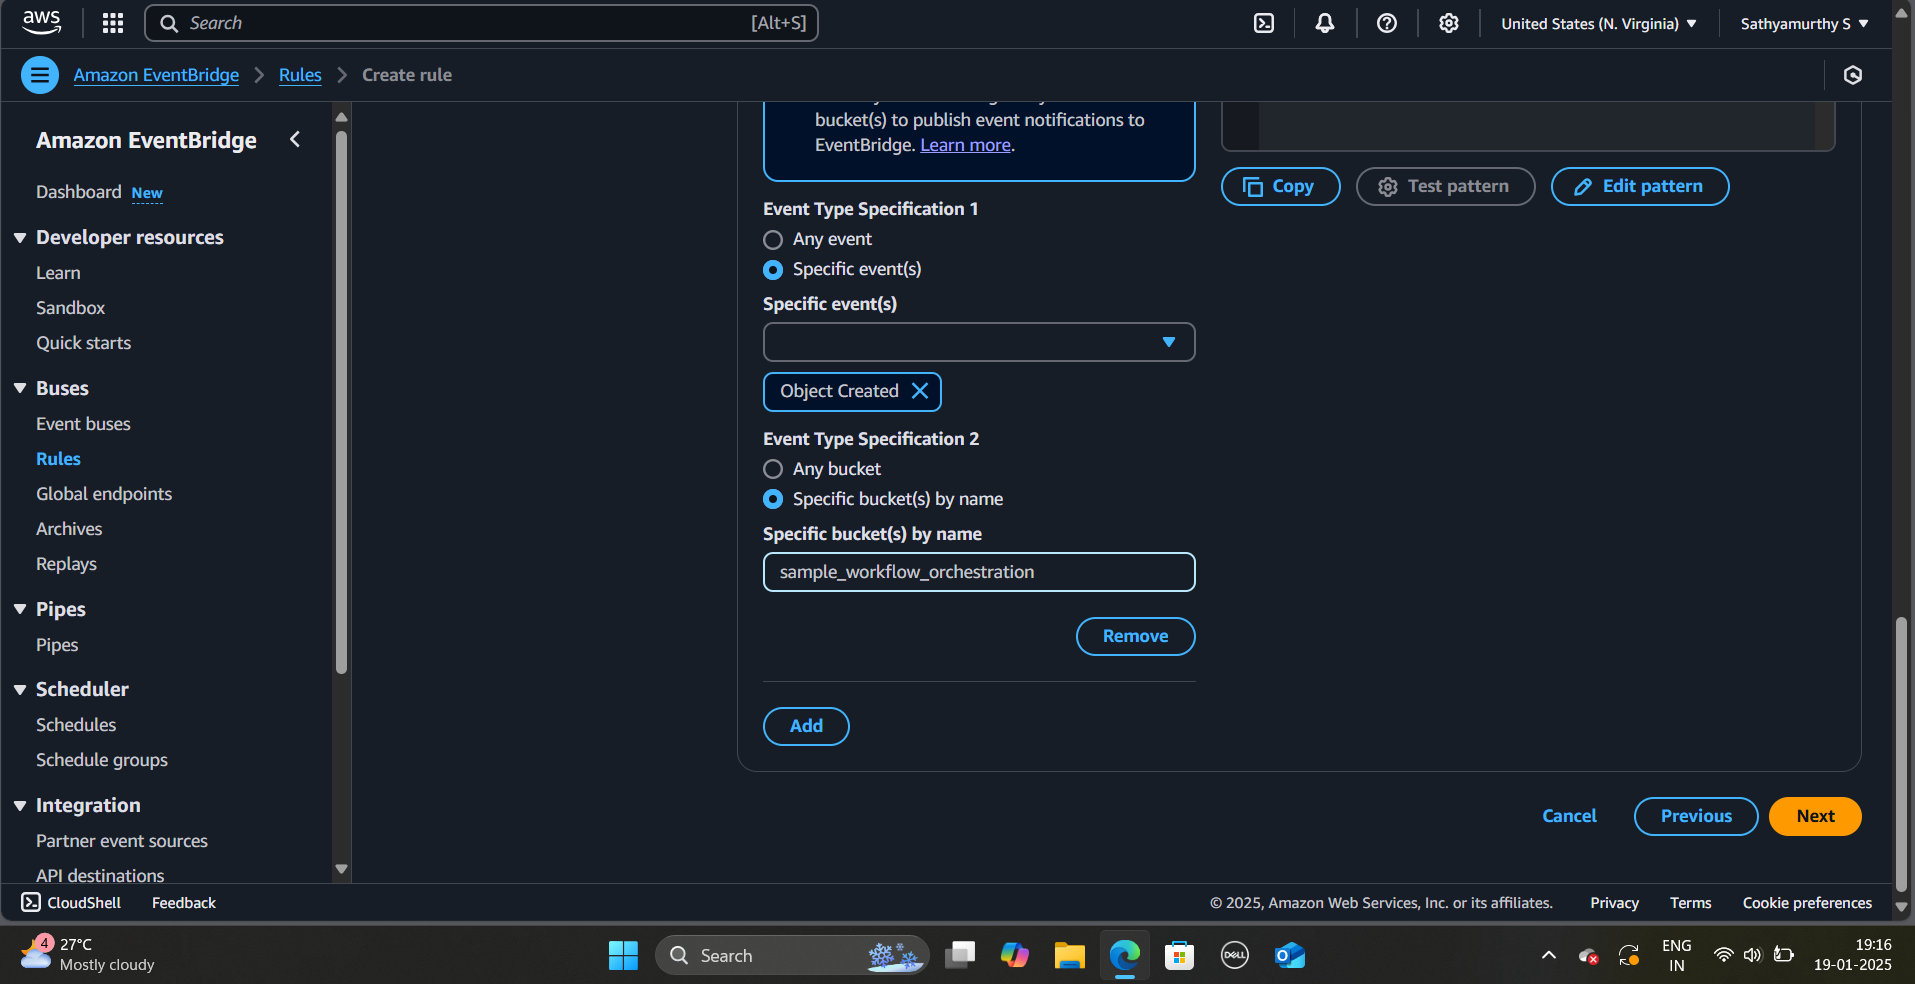 aws
Search
[Alt+S]
United States (N. Virginia)
Sathyamurthy S
Amazon EventBridge
Rules
Create rule
Amazon EventBridge
Dashboard New
Developer resources
Learn
Sandbox
Quick starts
Buses
Event buses
Rules
Global endpoints
Archives
Replays
Pipes
Pipes
Scheduler
Schedules
Schedule groups
Integration
Partner event sources
API destinations
bucket(s) to publish event notifications to
EventBridge. Learn more.
Event Type Specification 1
Any event
Specific event(s)
Specific event(s)
Object Created
Event Type Specification 2
Any bucket
Specific bucket(s) by name
Specific bucket(s) by name
sample_workflow_orchestration
Remove
Add
Copy
Test pattern
Edit pattern
Cancel
Previous
Next
CloudShell
Feedback
© 2025, Amazon Web Services, Inc. or its affiliates.
Privacy
Terms
Cookie preferences
4
27°C
Mostly cloudy
Search
DELL
ENG
IN
19:16
19-01-2025